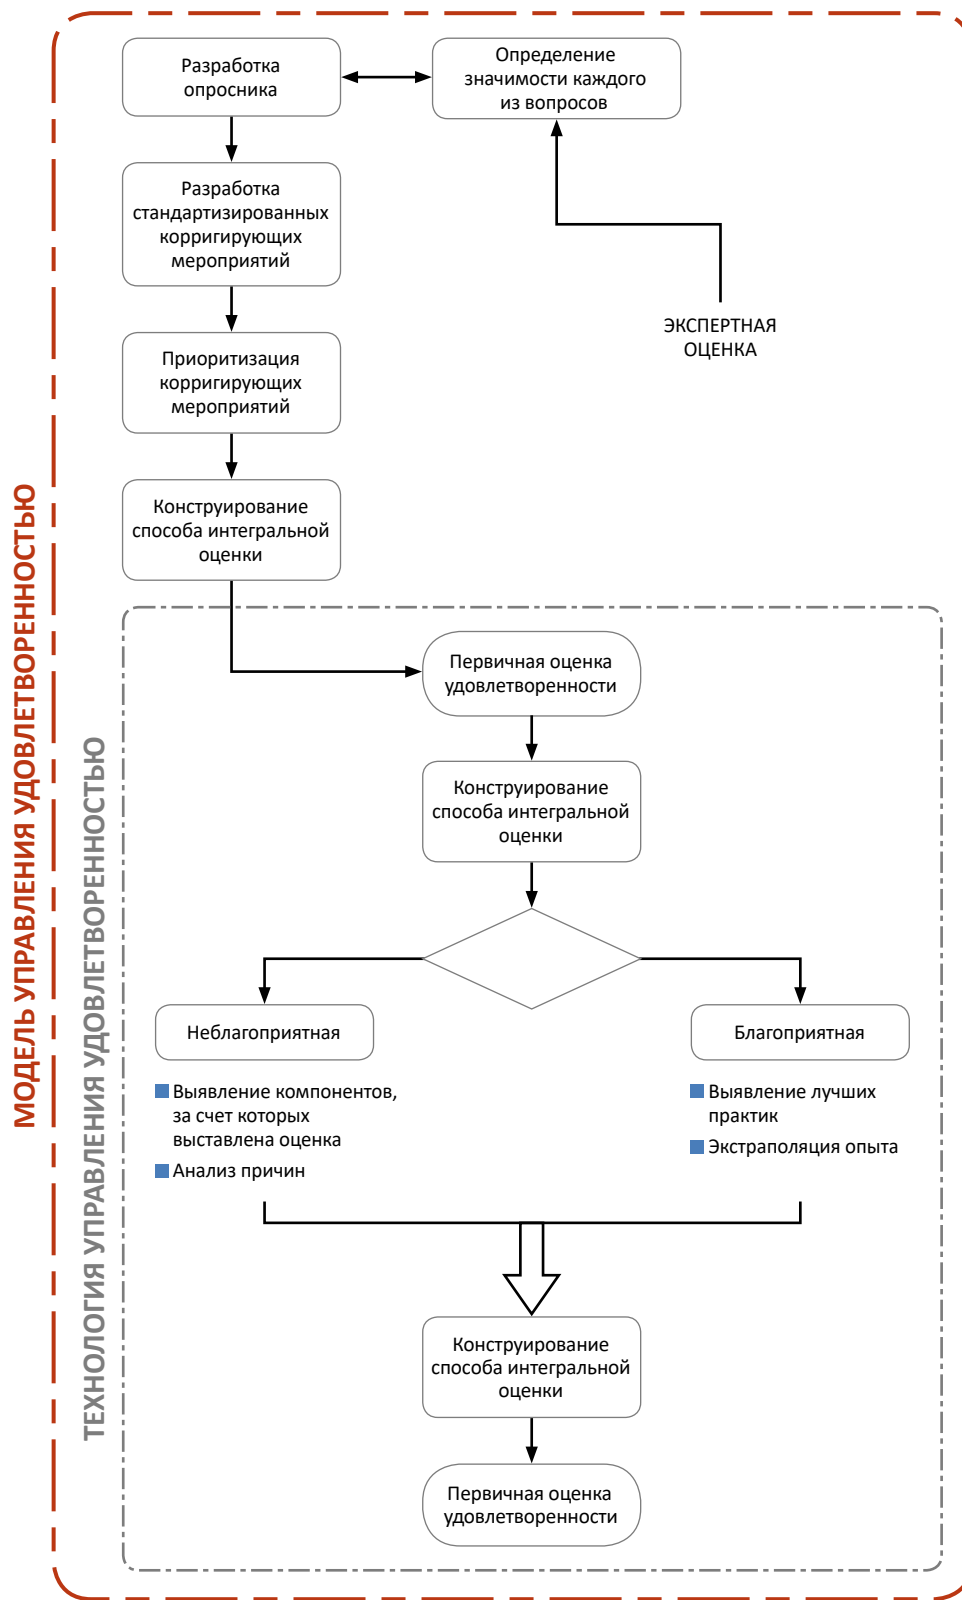 МОДЕЛЬ УПРАВЛЕНИЯ УДОВЛЕТВОРЕННОСТЬЮ
Разработка
опросника
Определение
значимости каждого
из вопросов
Разработка
стандартизированных
корригирующих
мероприятий
ЭКСПЕРТНАЯ
ОЦЕНКА
Приоритизация
корригирующих
мероприятий
Конструирование
способа интегральной
оценки
ТЕХНОЛОГИЯ УПРАВЛЕНИЯ УДОВЛЕТВОРЕННОСТЬЮ
Первичная оценка
удовлетворенности
Конструирование
способа интегральной
оценки
Неблагоприятная
Выявление компонентов,
за счет которых
выставлена оценка
Анализ причин
Благоприятная
Выявление лучших
практик
Экстраполяция опыта
Конструирование
способа интегральной
оценки
Первичная оценка
удовлетворенности